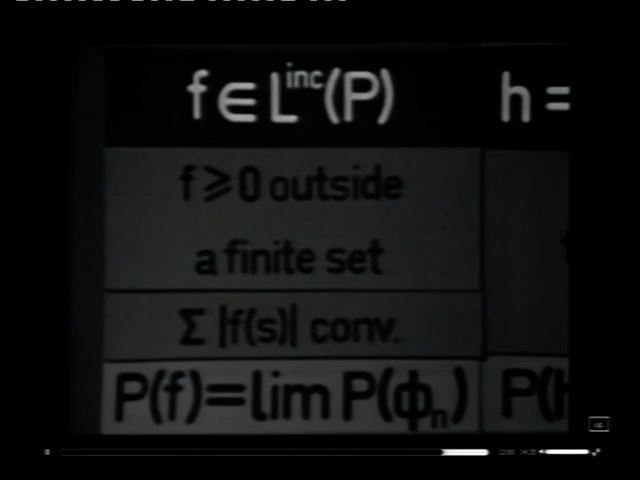 f ∈ L^inc(P)
h =
f ⩾ 0 outside
a finite set
Σ |f(s)| conv.
P(f)=lim P(ϕ_n)
P(h